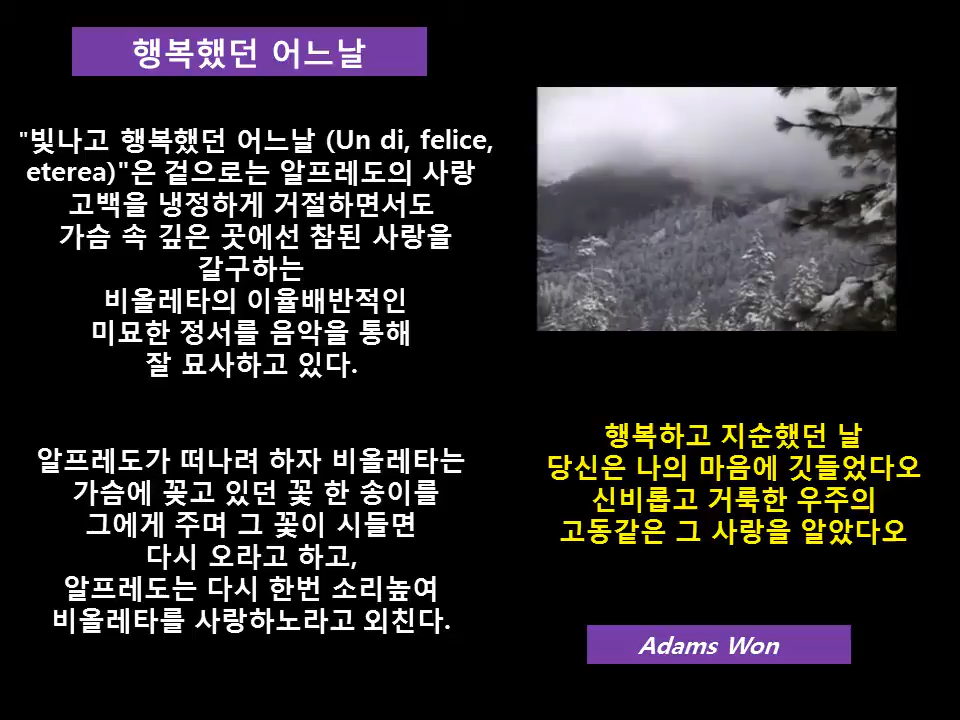 행복했던 어느날
"빛나고 행복했던 어느날 (Un di, felice,
eterea)"은 겉으로는 알프레도의 사랑
고백을 냉정하게 거절하면서도
가슴 속 깊은 곳에선 참된 사랑을
갈구하는
비올레타의 이율배반적인
미묘한 정서를 음악을 통해
잘 묘사하고 있다.
알프레도가 떠나려 하자 비올레타는
가슴에 꽂고 있던 꽃 한 송이를
그에게 주며 그 꽃이 시들면
다시 오라고 하고,
알프레도는 다시 한번 소리높여
비올레타를 사랑하노라고 외친다.
행복하고 지순했던 날
당신은 나의 마음에 깃들었다오
신비롭고 거룩한 우주의
고동같은 그 사랑을 알았다오
Adams Won